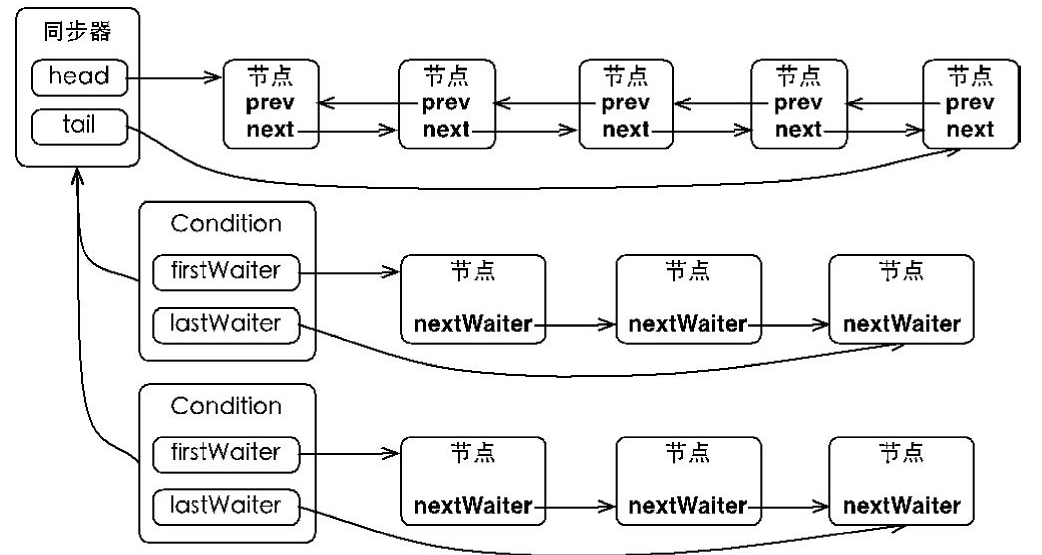 同步器
head
tail
节点 节点 节点 节点 节点
prev prev prev prev prev
next next next next next
Condition
firstWaiter
lastWaiter
节点 节点 节点
nextWaiter nextWaiter nextWaiter
Condition
firstWaiter
lastWaiter
节点 节点 节点
nextWaiter nextWaiter nextWaiter